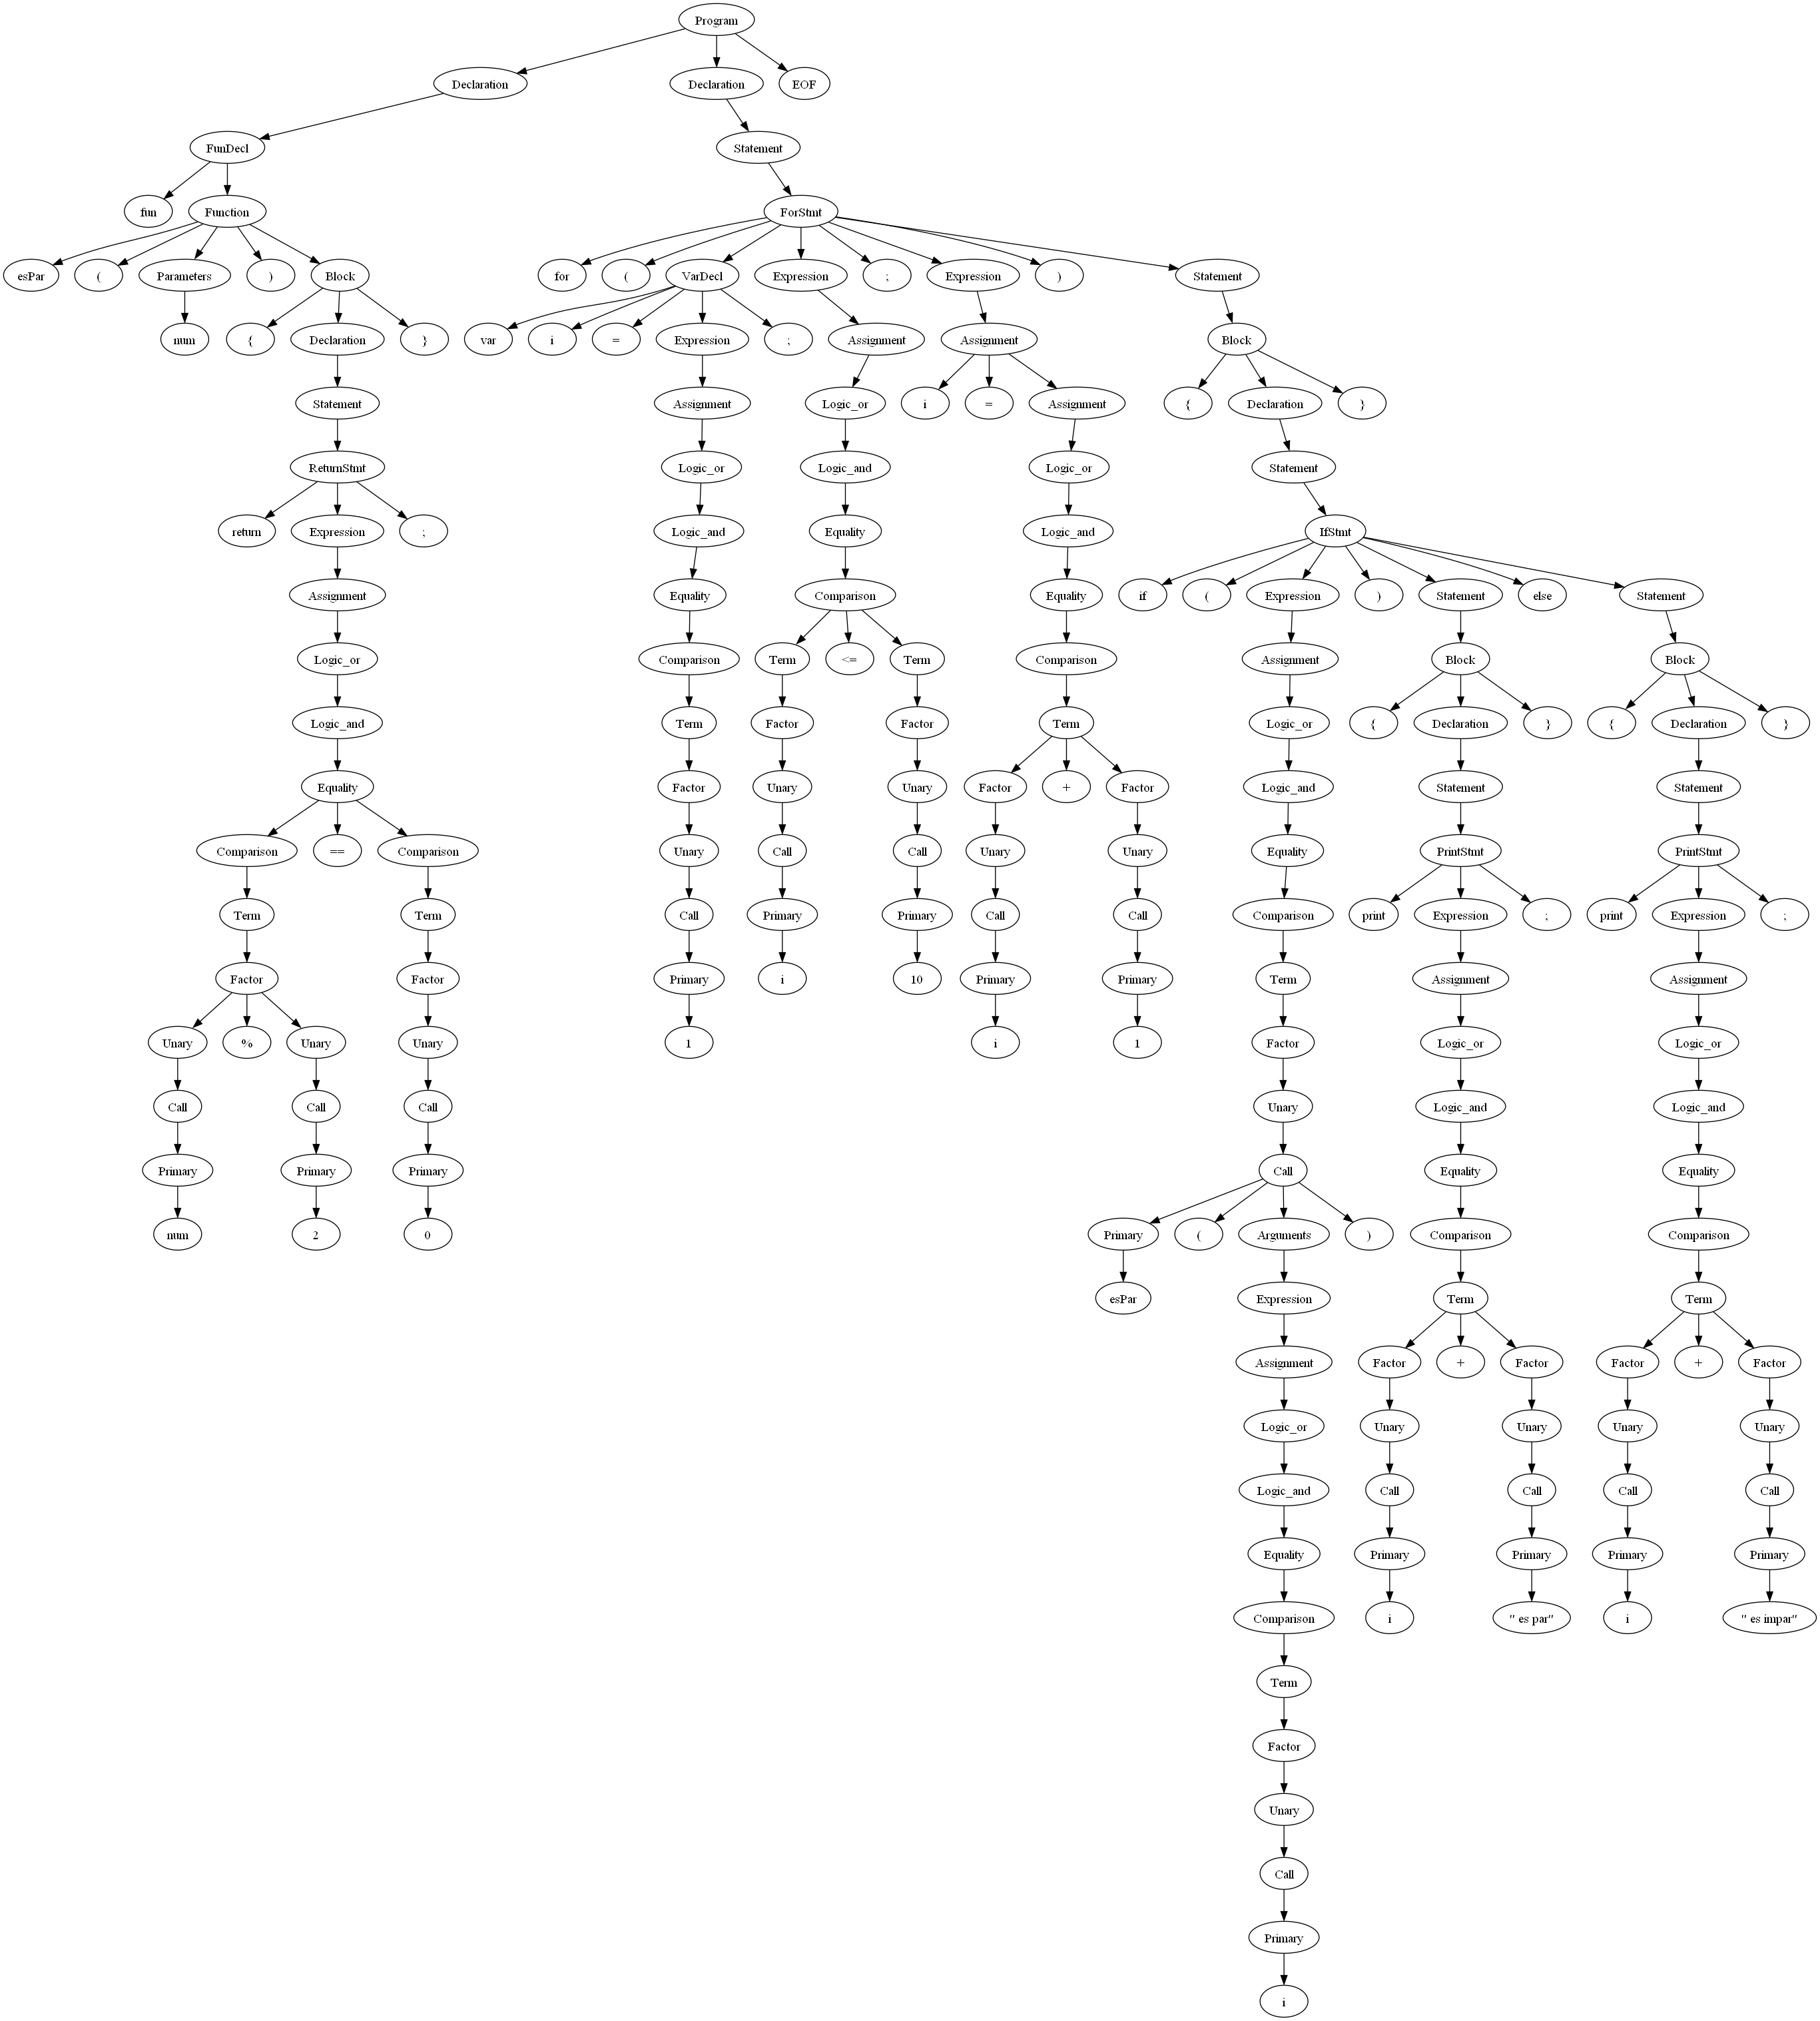 Program
Declaration Declaration EOF
FunDecl Statement
fun Function ForStmt
esPar ( Parameters ) Block for ( VarDecl Expression ; Expression ) Statement
num { Declaration } var i = Expression ; Assignment Assignment Block
Statement Assignment Logic_or i = Assignment { Declaration }
ReturnStmt Logic_or Logic_and Logic_or Statement
return Expression ; Logic_and Equality Logic_and IfStmt
Assignment Equality Comparison Equality if ( Expression ) Statement else Statement
Logic_or Comparison Term <= Term Comparison Assignment Block Block
Logic_and Term Factor Factor Term Logic_or { Declaration } { Declaration }
Equality Factor Unary Unary Factor + Factor Logic_and Statement Statement
Comparison == Comparison Unary Call Call Unary Unary Equality PrintStmt PrintStmt
Term Term Call Primary Primary Call Call Comparison print Expression ; print Expression ;
Factor Factor Primary i 10 Primary Primary Term Assignment Assignment
Unary % Unary Unary 1 i 1 Factor Logic_or Logic_or
Call Call Call Unary Logic_and Logic_and
Primary Primary Primary Call Equality Equality
num 2 0 Primary ( Arguments ) Comparison Comparison
esPar Expression Term Term
Assignment Factor + Factor Factor + Factor
Logic_or Unary Unary Unary Unary
Logic_and Call Call Call Call
Equality Primary Primary Primary Primary
Comparison i " es par" i " es impar"
Term
Factor
Unary
Call
Primary
i